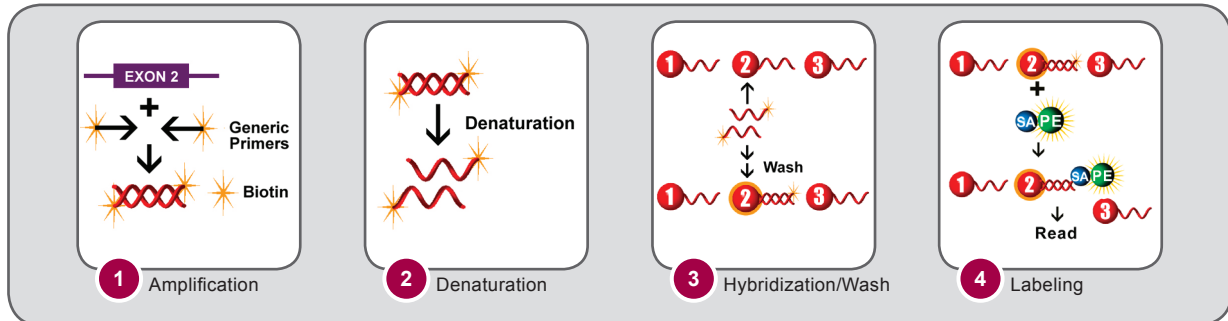 EXON 2
+
Generic
Primers
Biotin
1 Amplification
Denaturation
2 Denaturation
1 2 3
Wash
1 2 3
3 Hybridization/Wash
1 2 3
+
SA PE
1 2 SA PE
3
Read
4 Labeling